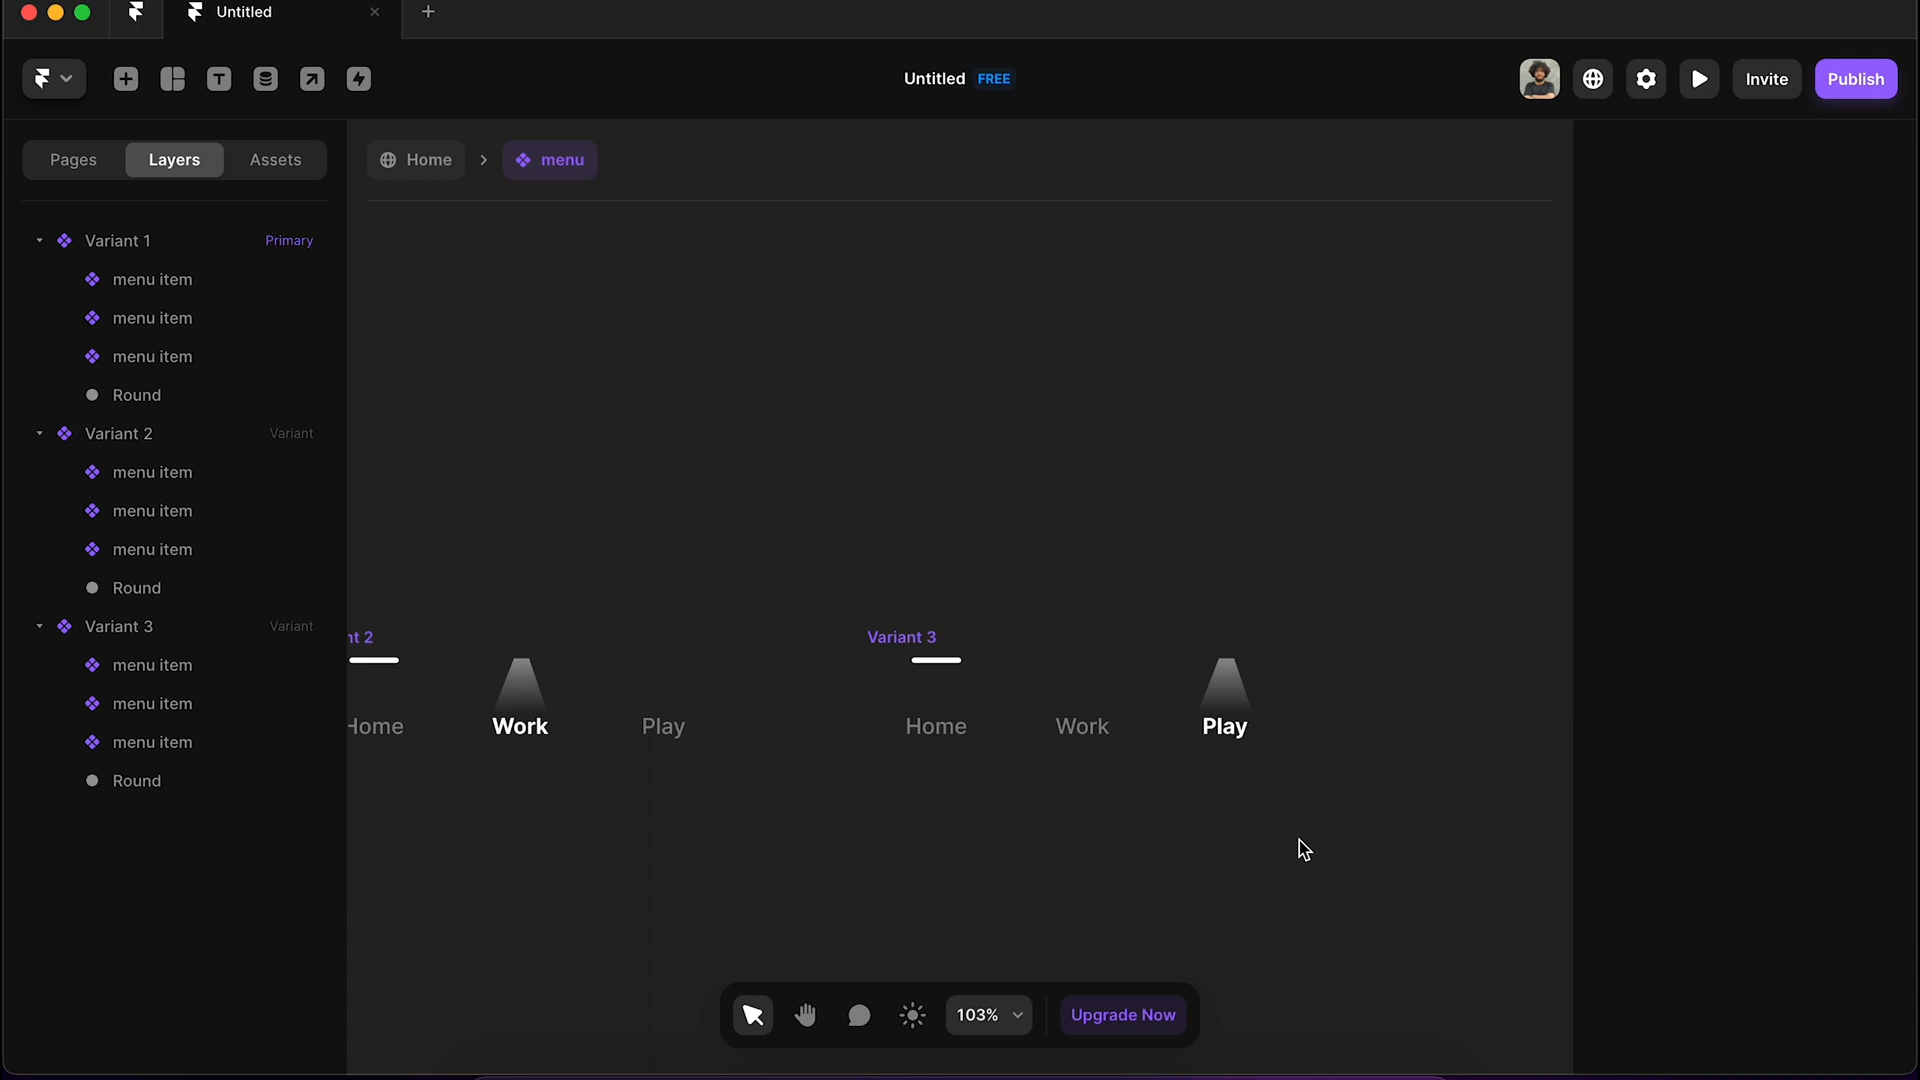 Untitled
Untitled FREE
Invite
Publish
Pages
Layers
Assets
Home
menu
Variant 1
Primary
menu item
menu item
menu item
Round
Variant 2
Variant
menu item
menu item
menu item
Round
Variant 3
Variant
menu item
menu item
menu item
Round
nt 2
Home
Work
Play
Variant 3
Home
Work
Play
103%
Upgrade Now